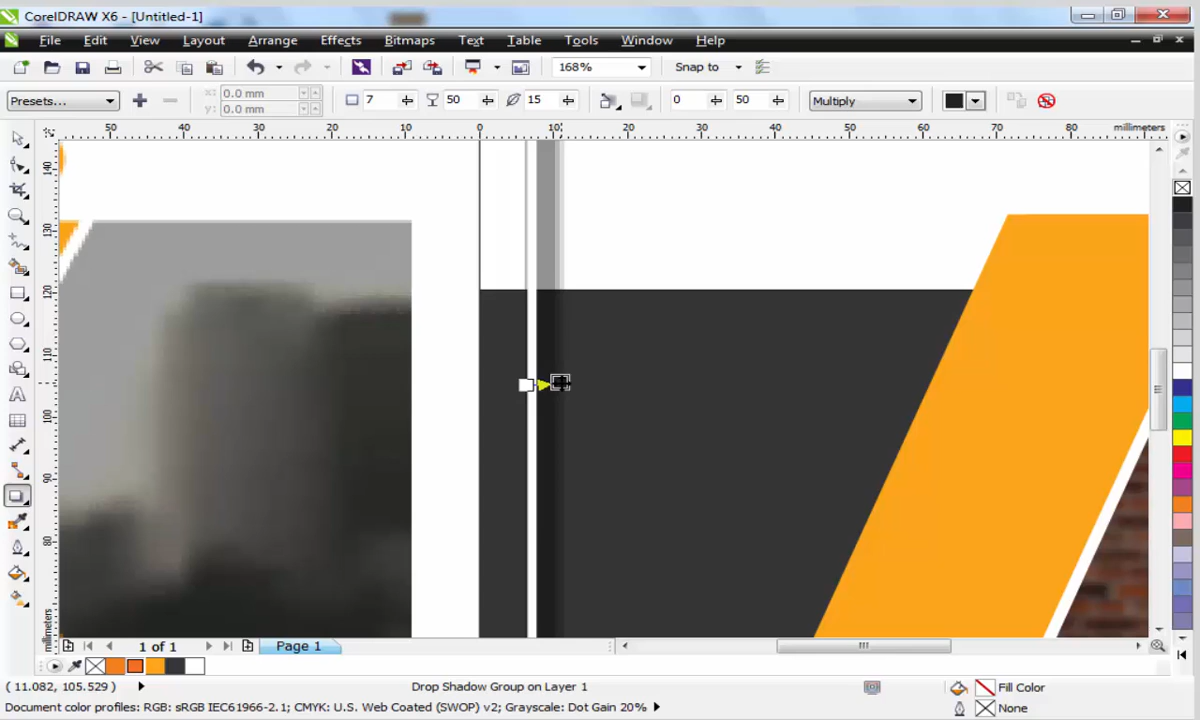 CorelDRAW X6 - [Untitled-1]
File Edit View Layout Arrange Effects Bitmaps Text Table Tools Window Help
168% Snap to
Presets... x: 0.0 mm y: 0.0 mm 7 50 15 0 50 Multiply
50 40 30 20 10 0 10 20 30 40 50 60 70 80 millimeters
140
130
120
110
100
90
80
millimeters
A
1 of 1 Page 1
( 11.082, 105.529 ) Drop Shadow Group on Layer 1 Fill Color
Document color profiles: RGB: sRGB IEC61966-2.1; CMYK: U.S. Web Coated (SWOP) v2; Grayscale: Dot Gain 20% None